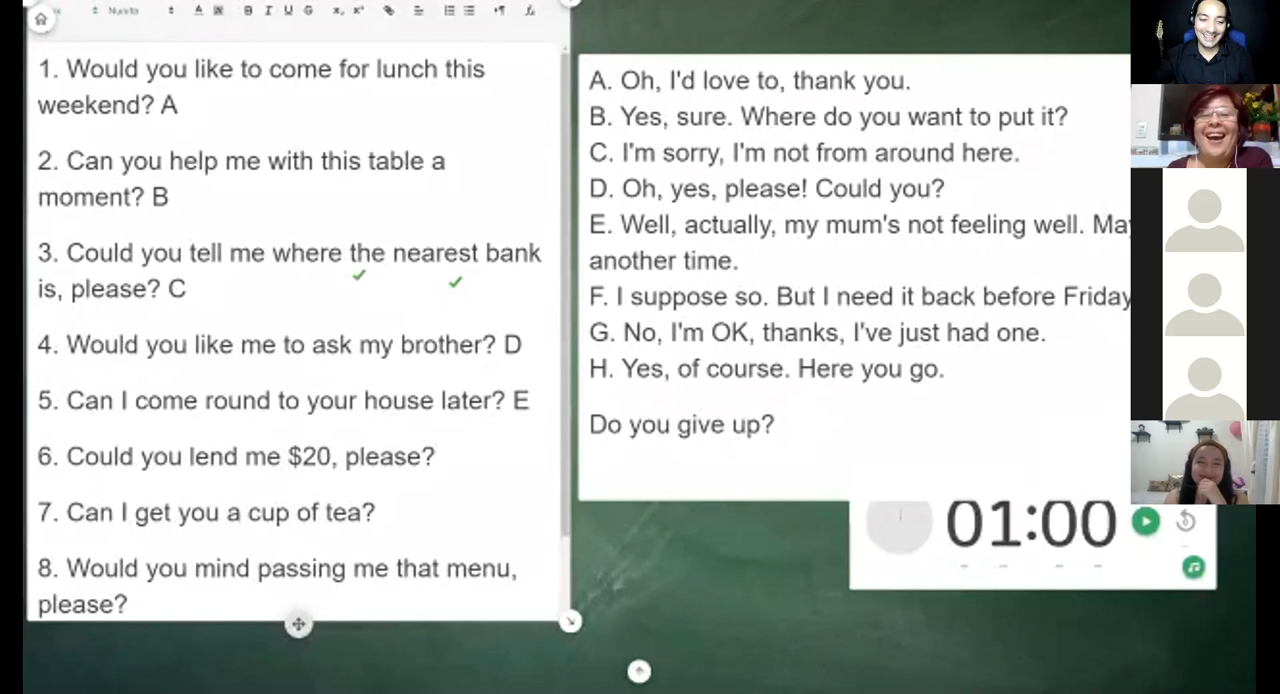 Nunito
B I U G
1. Would you like to come for lunch this
weekend? A
2. Can you help me with this table a
moment? B
3. Could you tell me where the nearest bank
is, please? C
4. Would you like me to ask my brother? D
5. Can I come round to your house later? E
6. Could you lend me $20, please?
7. Can I get you a cup of tea?
8. Would you mind passing me that menu,
please?
A. Oh, I'd love to, thank you.
B. Yes, sure. Where do you want to put it?
C. I'm sorry, I'm not from around here.
D. Oh, yes, please! Could you?
E. Well, actually, my mum's not feeling well. May
another time.
F. I suppose so. But I need it back before Friday
G. No, I'm OK, thanks, I've just had one.
H. Yes, of course. Here you go.
Do you give up?
01:00